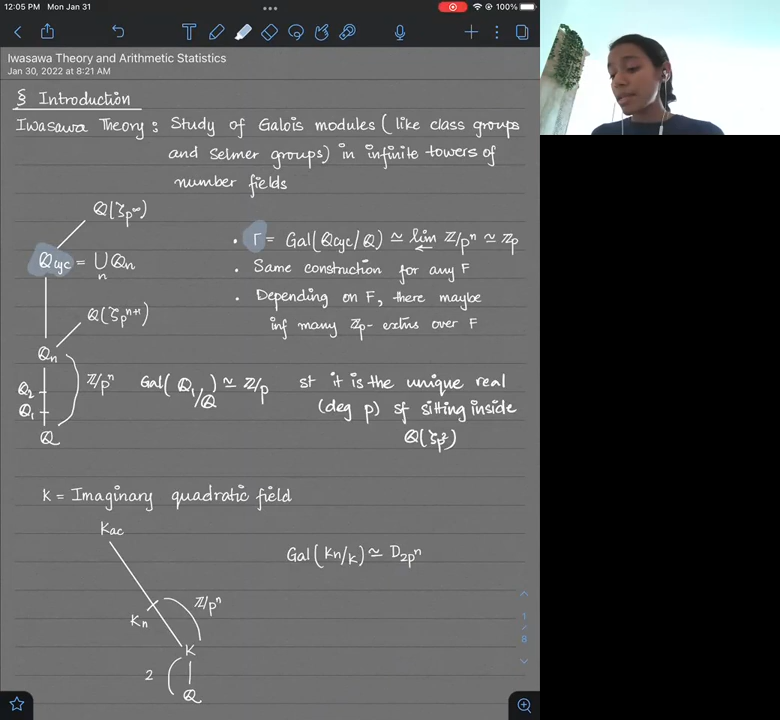 12:05 PM Mon Jan 31
100%
Iwasawa Theory and Arithmetic Statistics
Jan 30, 2022 at 8:21 AM
§ Introduction
Iwasawa Theory : Study of Galois modules (like class groups
and Selmer groups) in infinite towers of
number fields
Q(ζp∞)
Qcyc = ∪Qn
n
Q(ζpⁿ⁺¹)
Qn
Q2
Q1
Q
ℤ/pⁿ
• Γ = Gal(Qcyc/Q) ≃ lim← ℤ/pⁿ ≃ ℤp
• Same construction for any F
• Depending on F, there maybe
inf many ℤp- extns over F
Gal(Q1/Q) ≃ ℤ/p st it is the unique real
(deg p) sf sitting inside
Q(ζp²)
K = Imaginary quadratic field
Kac
Gal(Kn/k) ≃ D2pⁿ
ℤ/pⁿ
Kn
K
2
Q
1
/
8